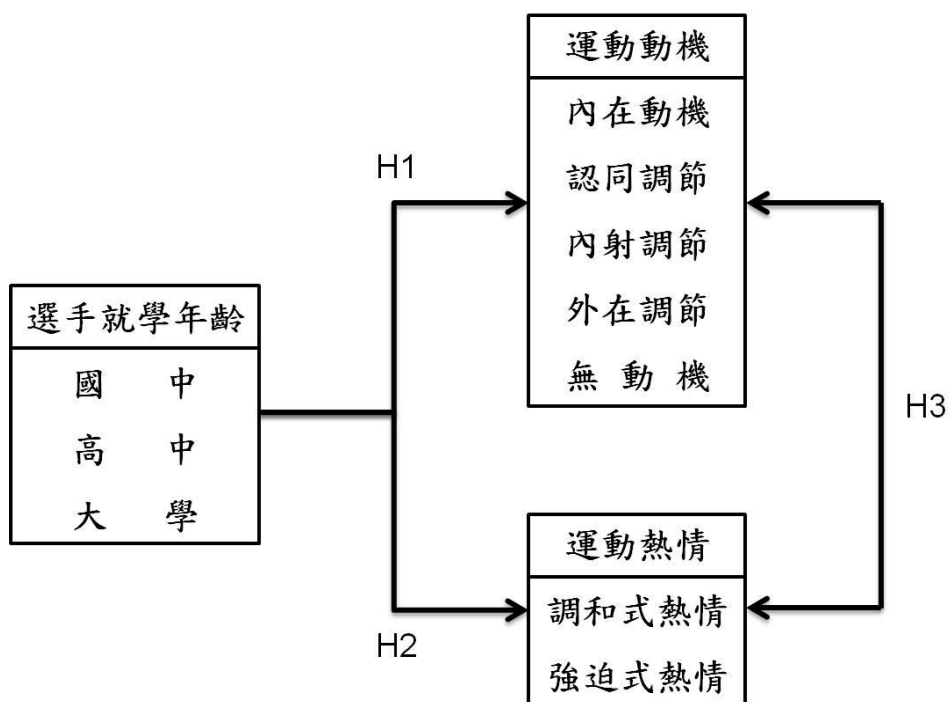 運動動機
內在動機
認同調節
內射調節
外在調節
無 動 機
H1
選手就學年齡
國 中
高 中
大 學
H3
運動熱情
調和式熱情
強迫式熱情
H2